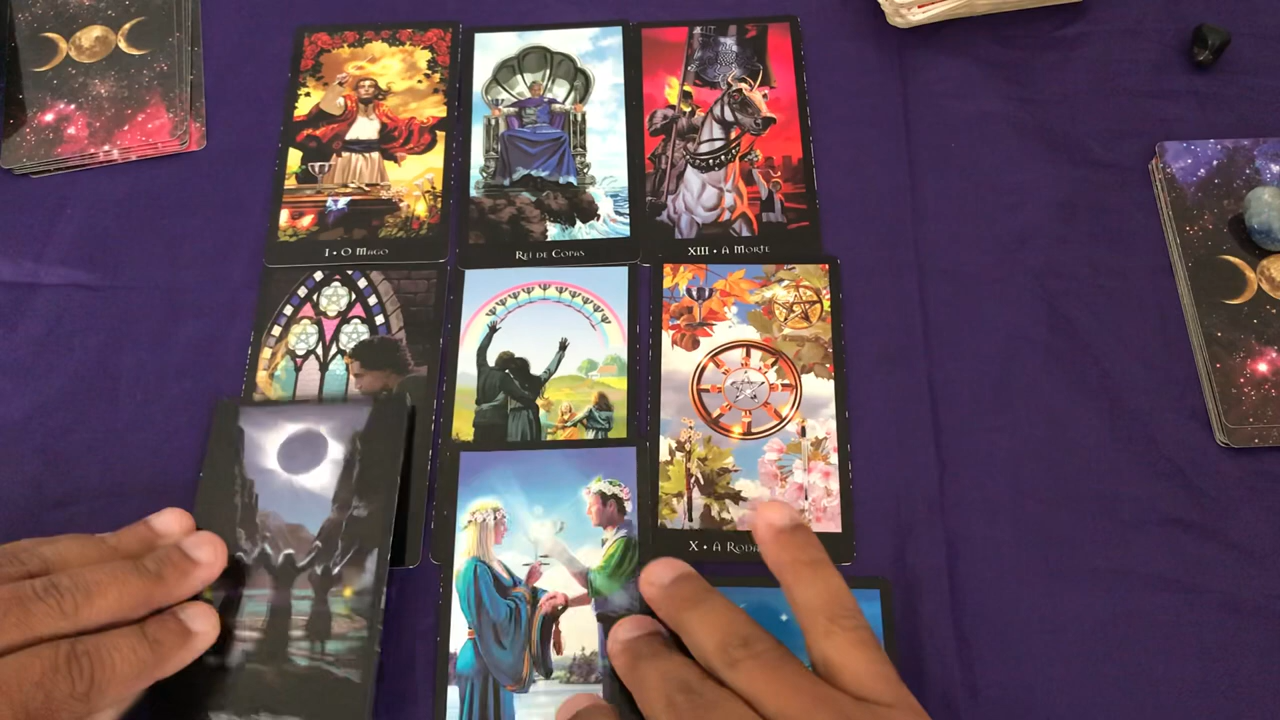 I • O Mago
Rei de Copas
XIII • A Morte
X • A